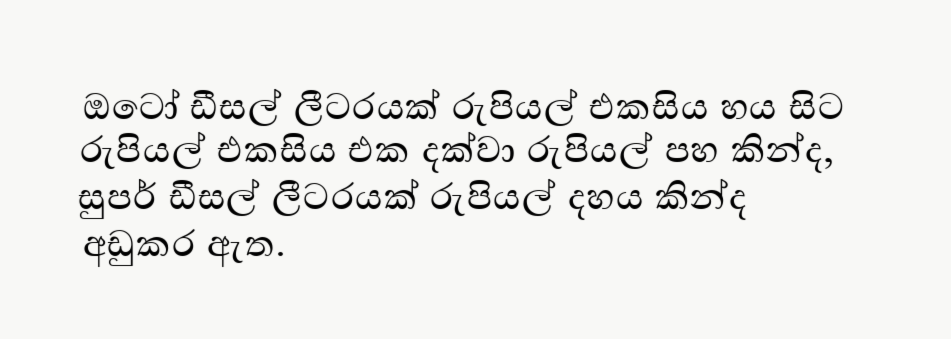 ඔටෝ ඩීසල් ලීටරයක් රුපියල් එකසිය හය සිට
රුපියල් එකසිය එක දක්වා රුපියල් පහ කින්ද,
සුපර් ඩීසල් ලීටරයක් රුපියල් දහය කින්ද
අඩුකර ඇත.